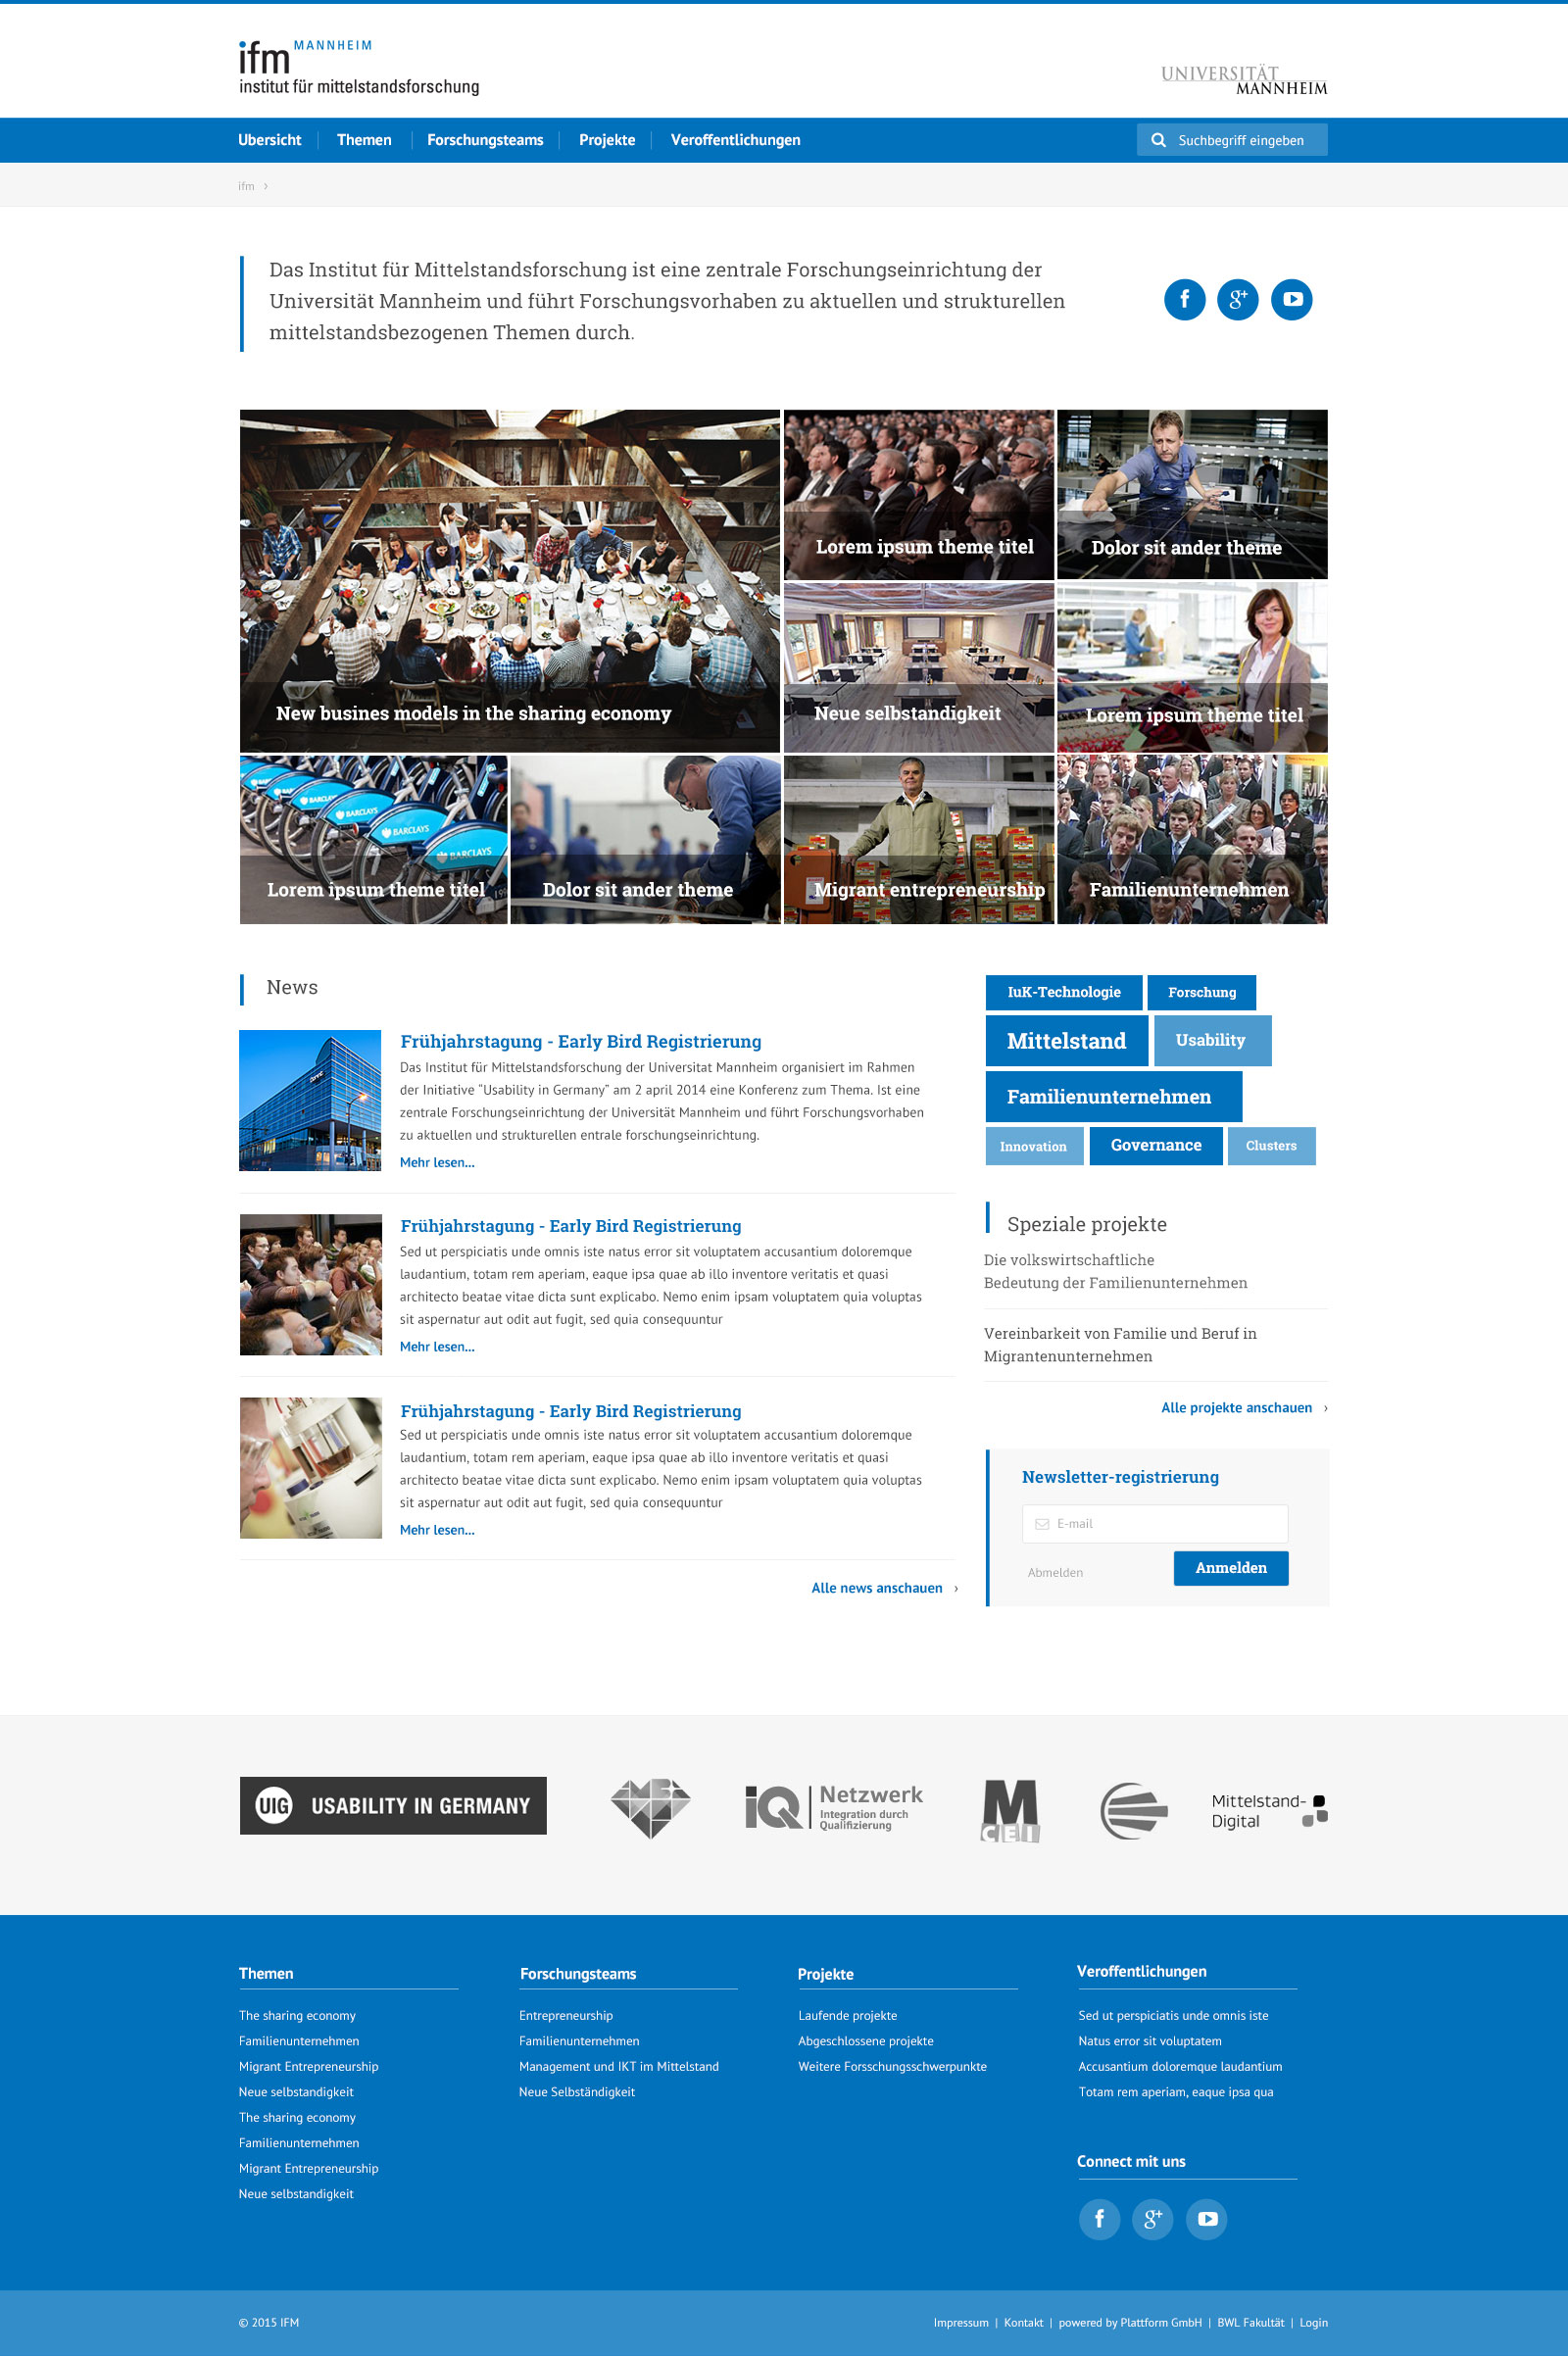 ifm MANNHEIM
institut für mittelstandsforschung
UNIVERSITÄT
MANNHEIM
Ubersicht
Themen
Forschungsteams
Projekte
Veroffentlichungen
Suchbegriff eingeben
ifm ›
Das Institut für Mittelstandsforschung ist eine zentrale Forschungseinrichtung der
Universität Mannheim und führt Forschungsvorhaben zu aktuellen und strukturellen
mittelstandsbezogenen Themen durch.
f
g+
Lorem ipsum theme titel
Dolor sit ander theme
New busines models in the sharing economy
Neue selbstandigkeit
Lorem ipsum theme titel
BARCLAYS
BARCLAYS
BARCLAYS
Lorem ipsum theme titel
Dolor sit ander theme
Migrant entrepreneurship
MA
Familienunternehmen
News
Frühjahrstagung - Early Bird Registrierung
Das Institut für Mittelstandsforschung der Universitat Mannheim organisiert im Rahmen
der Initiative “Usability in Germany” am 2 april 2014 eine Konferenz zum Thema. Ist eine
zentrale Forschungseinrichtung der Universität Mannheim und führt Forschungsvorhaben
zu aktuellen und strukturellen entrale forschungseinrichtung.
Mehr lesen...
Frühjahrstagung - Early Bird Registrierung
Sed ut perspiciatis unde omnis iste natus error sit voluptatem accusantium doloremque
laudantium, totam rem aperiam, eaque ipsa quae ab illo inventore veritatis et quasi
architecto beatae vitae dicta sunt explicabo. Nemo enim ipsam voluptatem quia voluptas
sit aspernatur aut odit aut fugit, sed quia consequuntur
Mehr lesen...
Frühjahrstagung - Early Bird Registrierung
Sed ut perspiciatis unde omnis iste natus error sit voluptatem accusantium doloremque
laudantium, totam rem aperiam, eaque ipsa quae ab illo inventore veritatis et quasi
architecto beatae vitae dicta sunt explicabo. Nemo enim ipsam voluptatem quia voluptas
sit aspernatur aut odit aut fugit, sed quia consequuntur
Mehr lesen...
Alle news anschauen ›
IuK-Technologie
Forschung
Mittelstand
Usability
Familienunternehmen
Innovation
Governance
Clusters
Speziale projekte
Die volkswirtschaftliche
Bedeutung der Familienunternehmen
Vereinbarkeit von Familie und Beruf in
Migrantenunternehmen
Alle projekte anschauen ›
Newsletter-registrierung
E-mail
Abmelden
Anmelden
UIG USABILITY IN GERMANY
iQ Netzwerk
Integration durch
Qualifizierung
M
CEI
Mittelstand-
Digital
Themen
The sharing economy
Familienunternehmen
Migrant Entrepreneurship
Neue selbstandigkeit
The sharing economy
Familienunternehmen
Migrant Entrepreneurship
Neue selbstandigkeit
Forschungsteams
Entrepreneurship
Familienunternehmen
Management und IKT im Mittelstand
Neue Selbständigkeit
Projekte
Laufende projekte
Abgeschlossene projekte
Weitere Forsschungsschwerpunkte
Veroffentlichungen
Sed ut perspiciatis unde omnis iste
Natus error sit voluptatem
Accusantium doloremque laudantium
Totam rem aperiam, eaque ipsa qua
Connect mit uns
f
g+
© 2015 IFM
Impressum | Kontakt | powered by Plattform GmbH | BWL Fakultät | Login